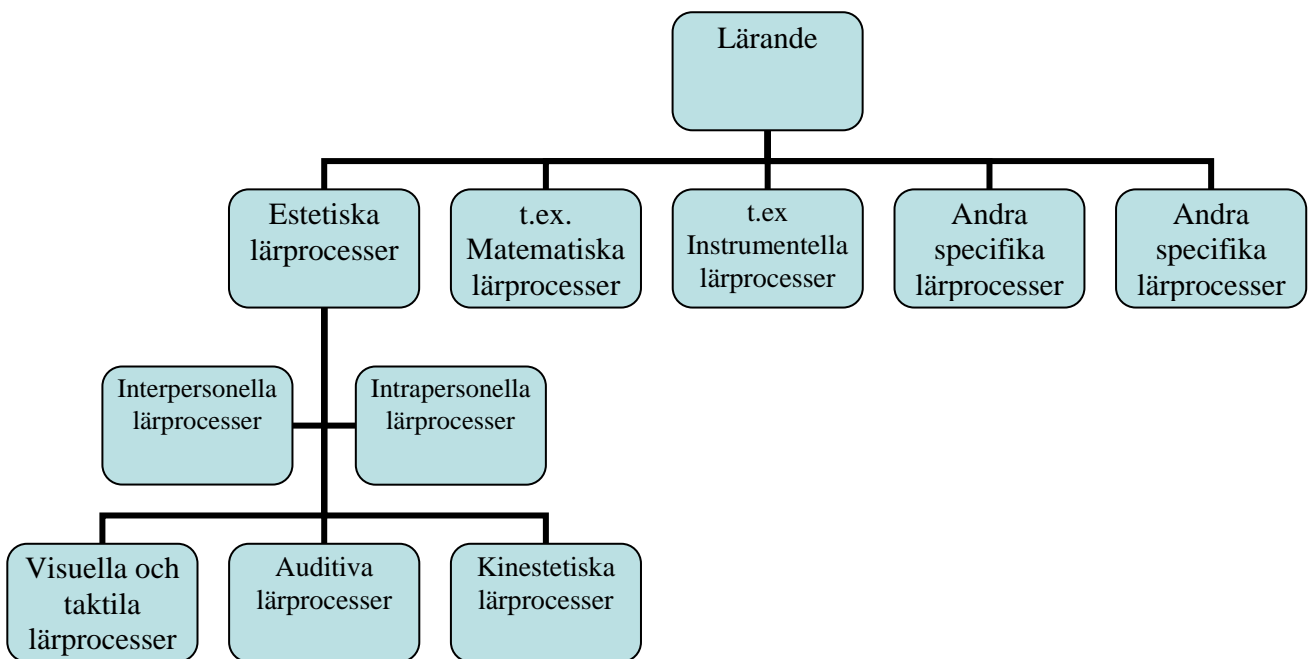 Lärande
Estetiska
lärprocesser
t.ex.
Matematiska
lärprocesser
t.ex
Instrumentella
lärprocesser
Andra
specifika
lärprocesser
Andra
specifika
lärprocesser
Interpersonella
lärprocesser
Intrapersonella
lärprocesser
Visuella och
taktila
lärprocesser
Auditiva
lärprocesser
Kinestetiska
lärprocesser